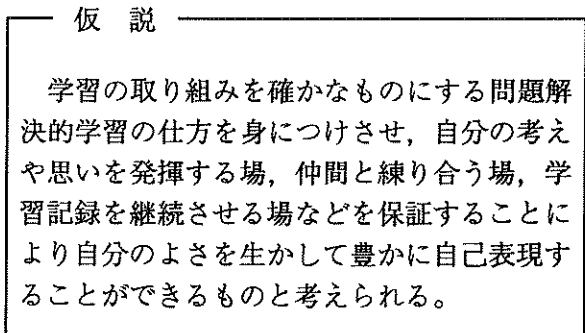 仮　説
　学習の取り組みを確かなものにする問題解
決的学習の仕方を身につけさせ，自分の考え
や思いを発揮する場，仲間と練り合う場，学
習記録を継続させる場などを保証することに
より自分のよさを生かして豊かに自己表現す
ることができるものと考えられる。